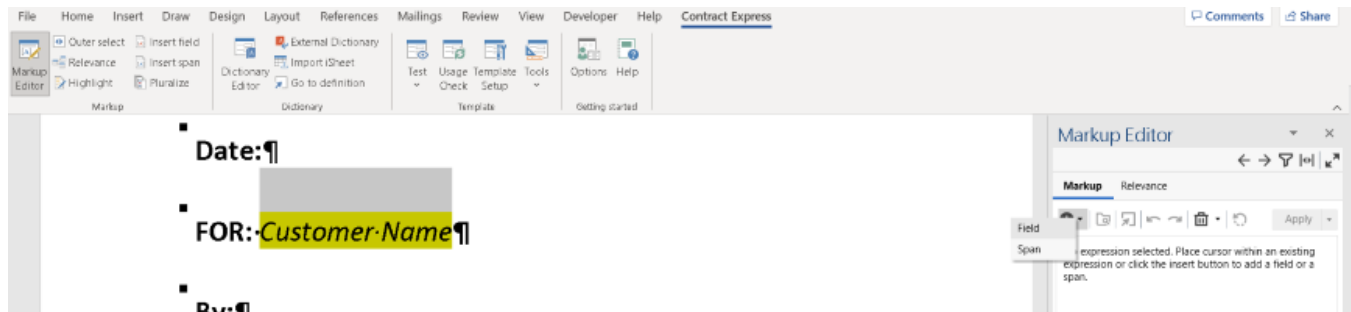 File Home Insert Draw Design Layout References Mailings Review View Developer Help Contract Express Comments Share
Outer select Insert field External Dictionary
Relevance Insert span Import iSheet
Highlight Pluralize Go to definition
Markup Editor Dictionary Editor Test Usage Check Template Setup Tools Options Help
Markup Dictionary Template Getting started
Markup Editor
Date:¶
Markup Relevance
Apply
FOR:·Customer·Name¶
Field
Span
expression selected. Place cursor within an existing
expression or click the insert button to add a field or a
span.
By:¶